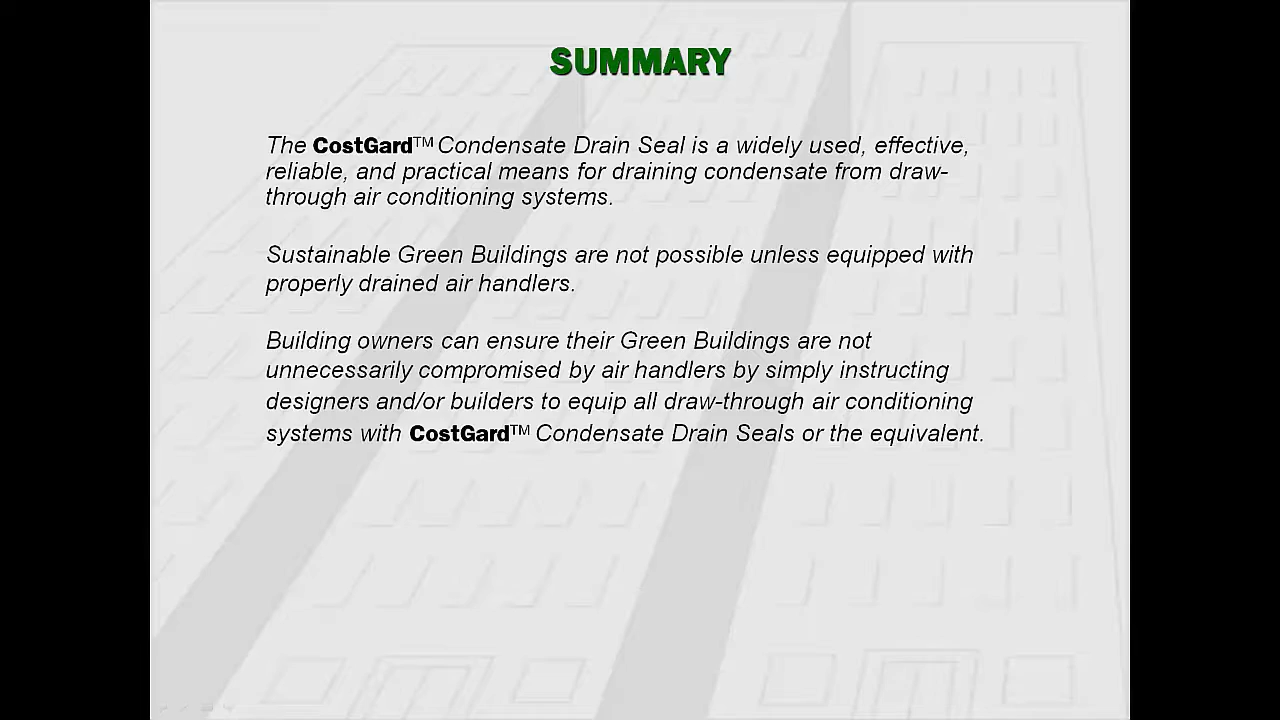 SUMMARY
The CostGard™ Condensate Drain Seal is a widely used, effective,
reliable, and practical means for draining condensate from draw-
through air conditioning systems.
Sustainable Green Buildings are not possible unless equipped with
properly drained air handlers.
Building owners can ensure their Green Buildings are not
unnecessarily compromised by air handlers by simply instructing
designers and/or builders to equip all draw-through air conditioning
systems with CostGard™ Condensate Drain Seals or the equivalent.